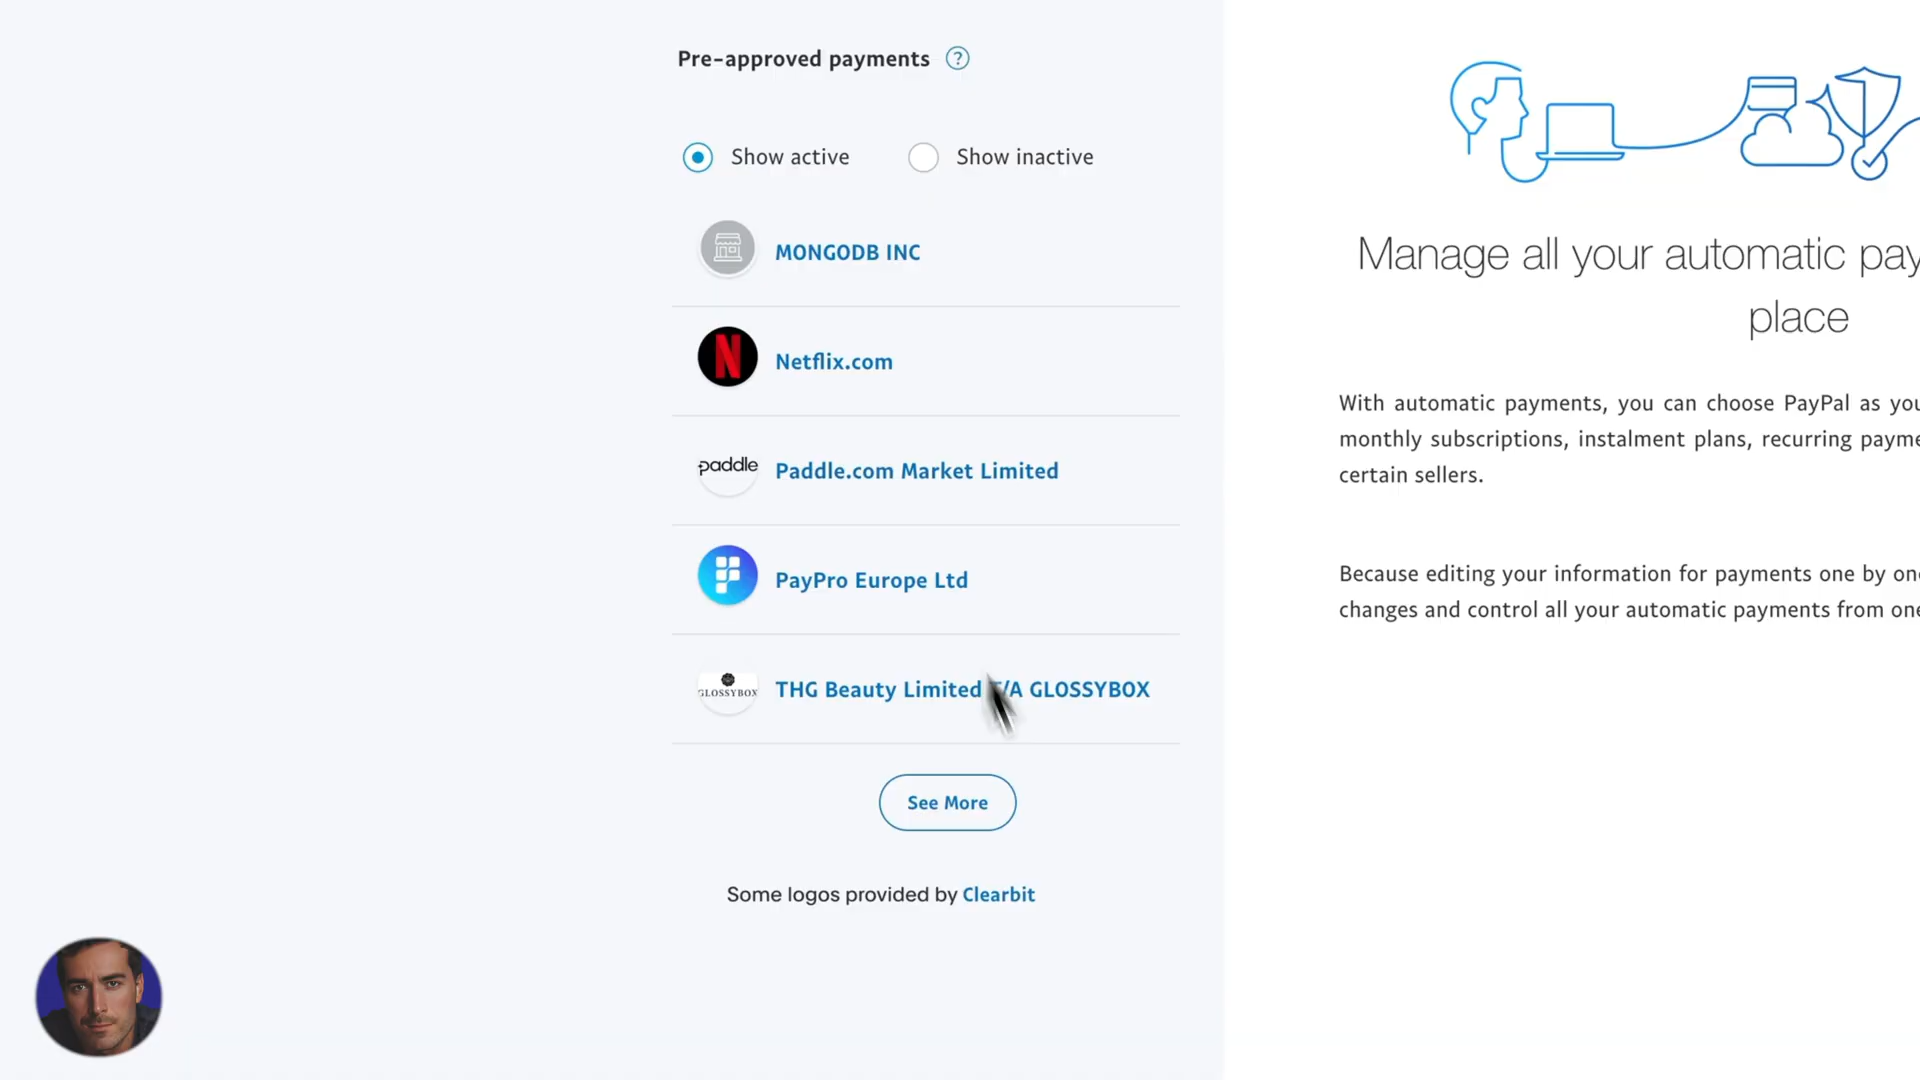 Pre-approved payments ?
Show active
Show inactive
MONGODB INC
N Netflix.com
paddle Paddle.com Market Limited
PayPro Europe Ltd
GLOSSYBOX THG Beauty Limited T/A GLOSSYBOX
See More
Some logos provided by Clearbit
Manage all your automatic pay
place
With automatic payments, you can choose PayPal as you
monthly subscriptions, instalment plans, recurring payme
certain sellers.
Because editing your information for payments one by one
changes and control all your automatic payments from one